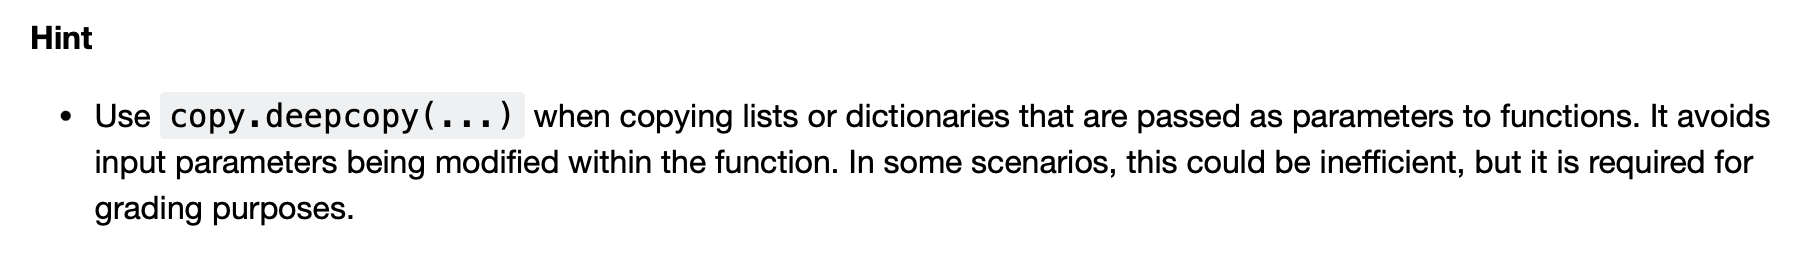 Hint
• Use copy.deepcopy(...) when copying lists or dictionaries that are passed as parameters to functions. It avoids
input parameters being modified within the function. In some scenarios, this could be inefficient, but it is required for
grading purposes.